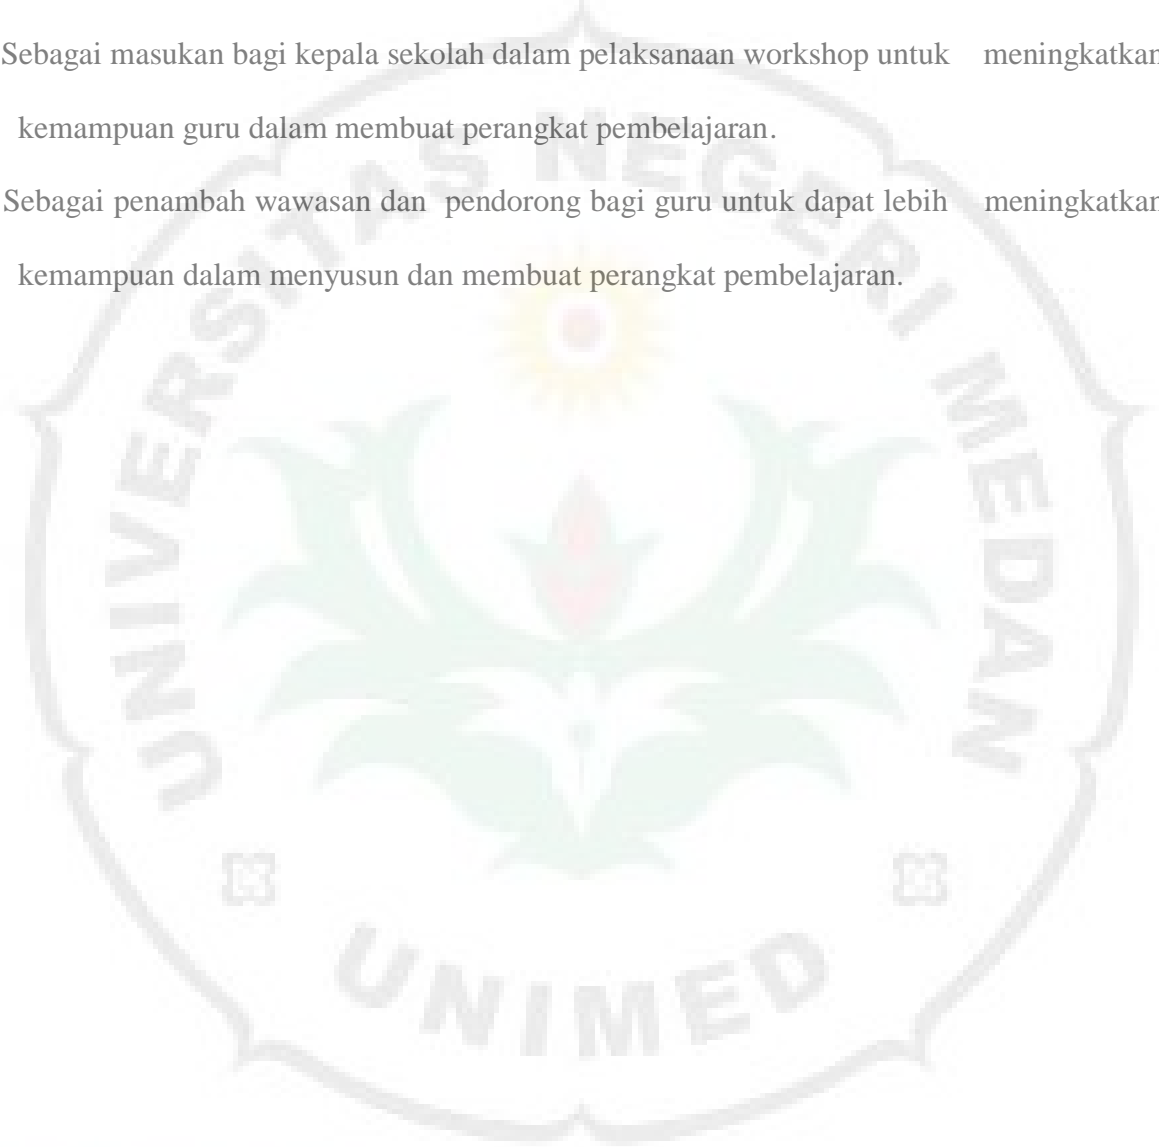 Sebagai masukan bagi kepala sekolah dalam pelaksanaan workshop untuk meningkatkan
kemampuan guru dalam membuat perangkat pembelajaran.
Sebagai penambah wawasan dan pendorong bagi guru untuk dapat lebih meningkatkan
kemampuan dalam menyusun dan membuat perangkat pembelajaran.
UNIVERSITAS NEGERI MEDAN
UNIMED